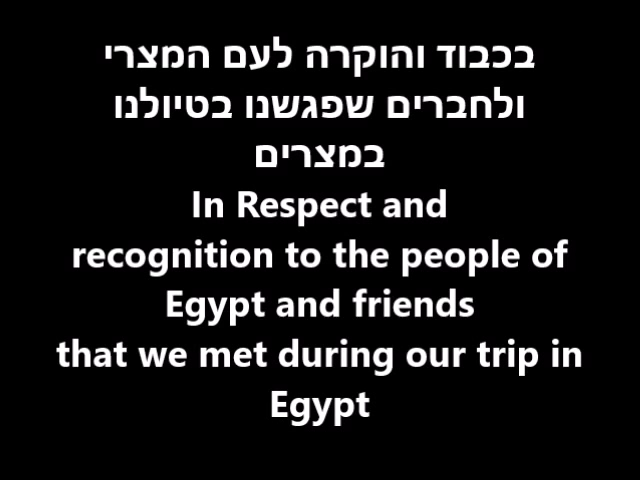 בכבוד והוקרה לעם המצרי
ולחברים שפגשנו בטיולנו
במצרים
In Respect and
recognition to the people of
Egypt and friends
that we met during our trip in
Egypt